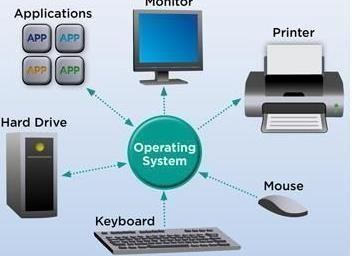 Monitor
Applications
APP APP
APP APP
Printer
Hard Drive
Operating
System
Mouse
Keyboard